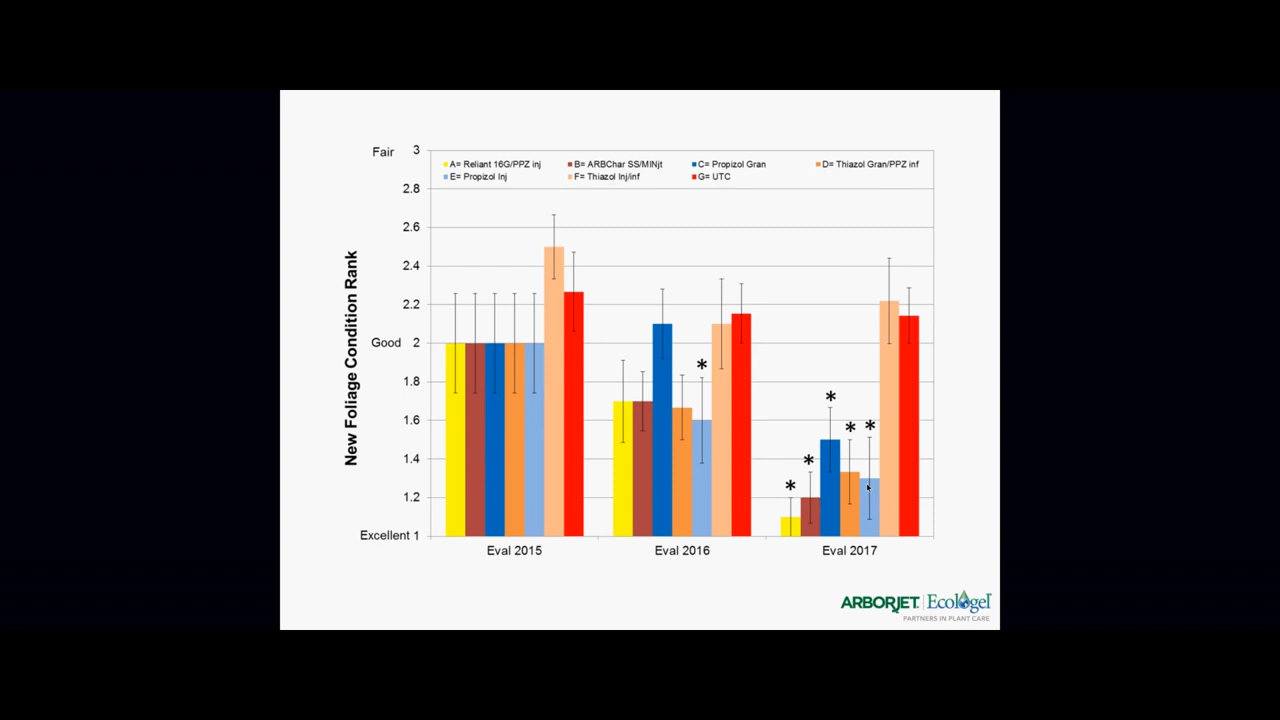 Fair 3
A= Reliant 16G/PPZ inj B= ARBChar SS/MINjt C= Propizol Gran D= Thiazol Gran/PPZ inf
E= Propizol Inj F= Thiazol Inj/inf G= UTC
2.8
2.6
2.4
2.2
Good 2
1.8
1.6
1.4
1.2
Excellent 1
New Foliage Condition Rank
* * * * * *
Eval 2015 Eval 2016 Eval 2017
ARBORJET Ecologel
PARTNERS IN PLANT CARE